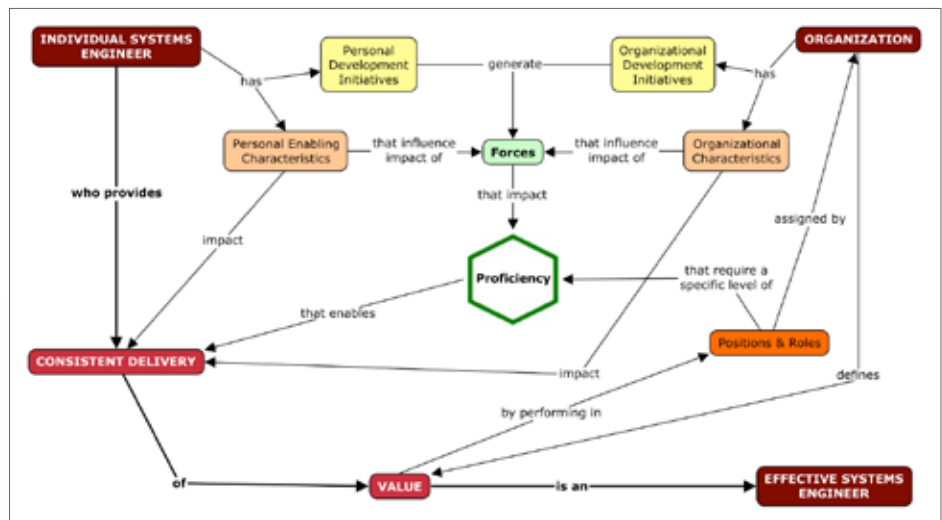 INDIVIDUAL SYSTEMS
ENGINEER
Personal
Development
Initiatives
generate
Organizational
Development
Initiatives
ORGANIZATION
has
has
Personal Enabling
Characteristics
that influence
impact of
Forces
that influence
impact of
Organizational
Characteristics
who provides
that impact
assigned by
impact
Proficiency
that require a
specific level of
that enables
Positions & Roles
CONSISTENT DELIVERY
impact
defines
by performing in
of
VALUE
is an
EFFECTIVE SYSTEMS
ENGINEER